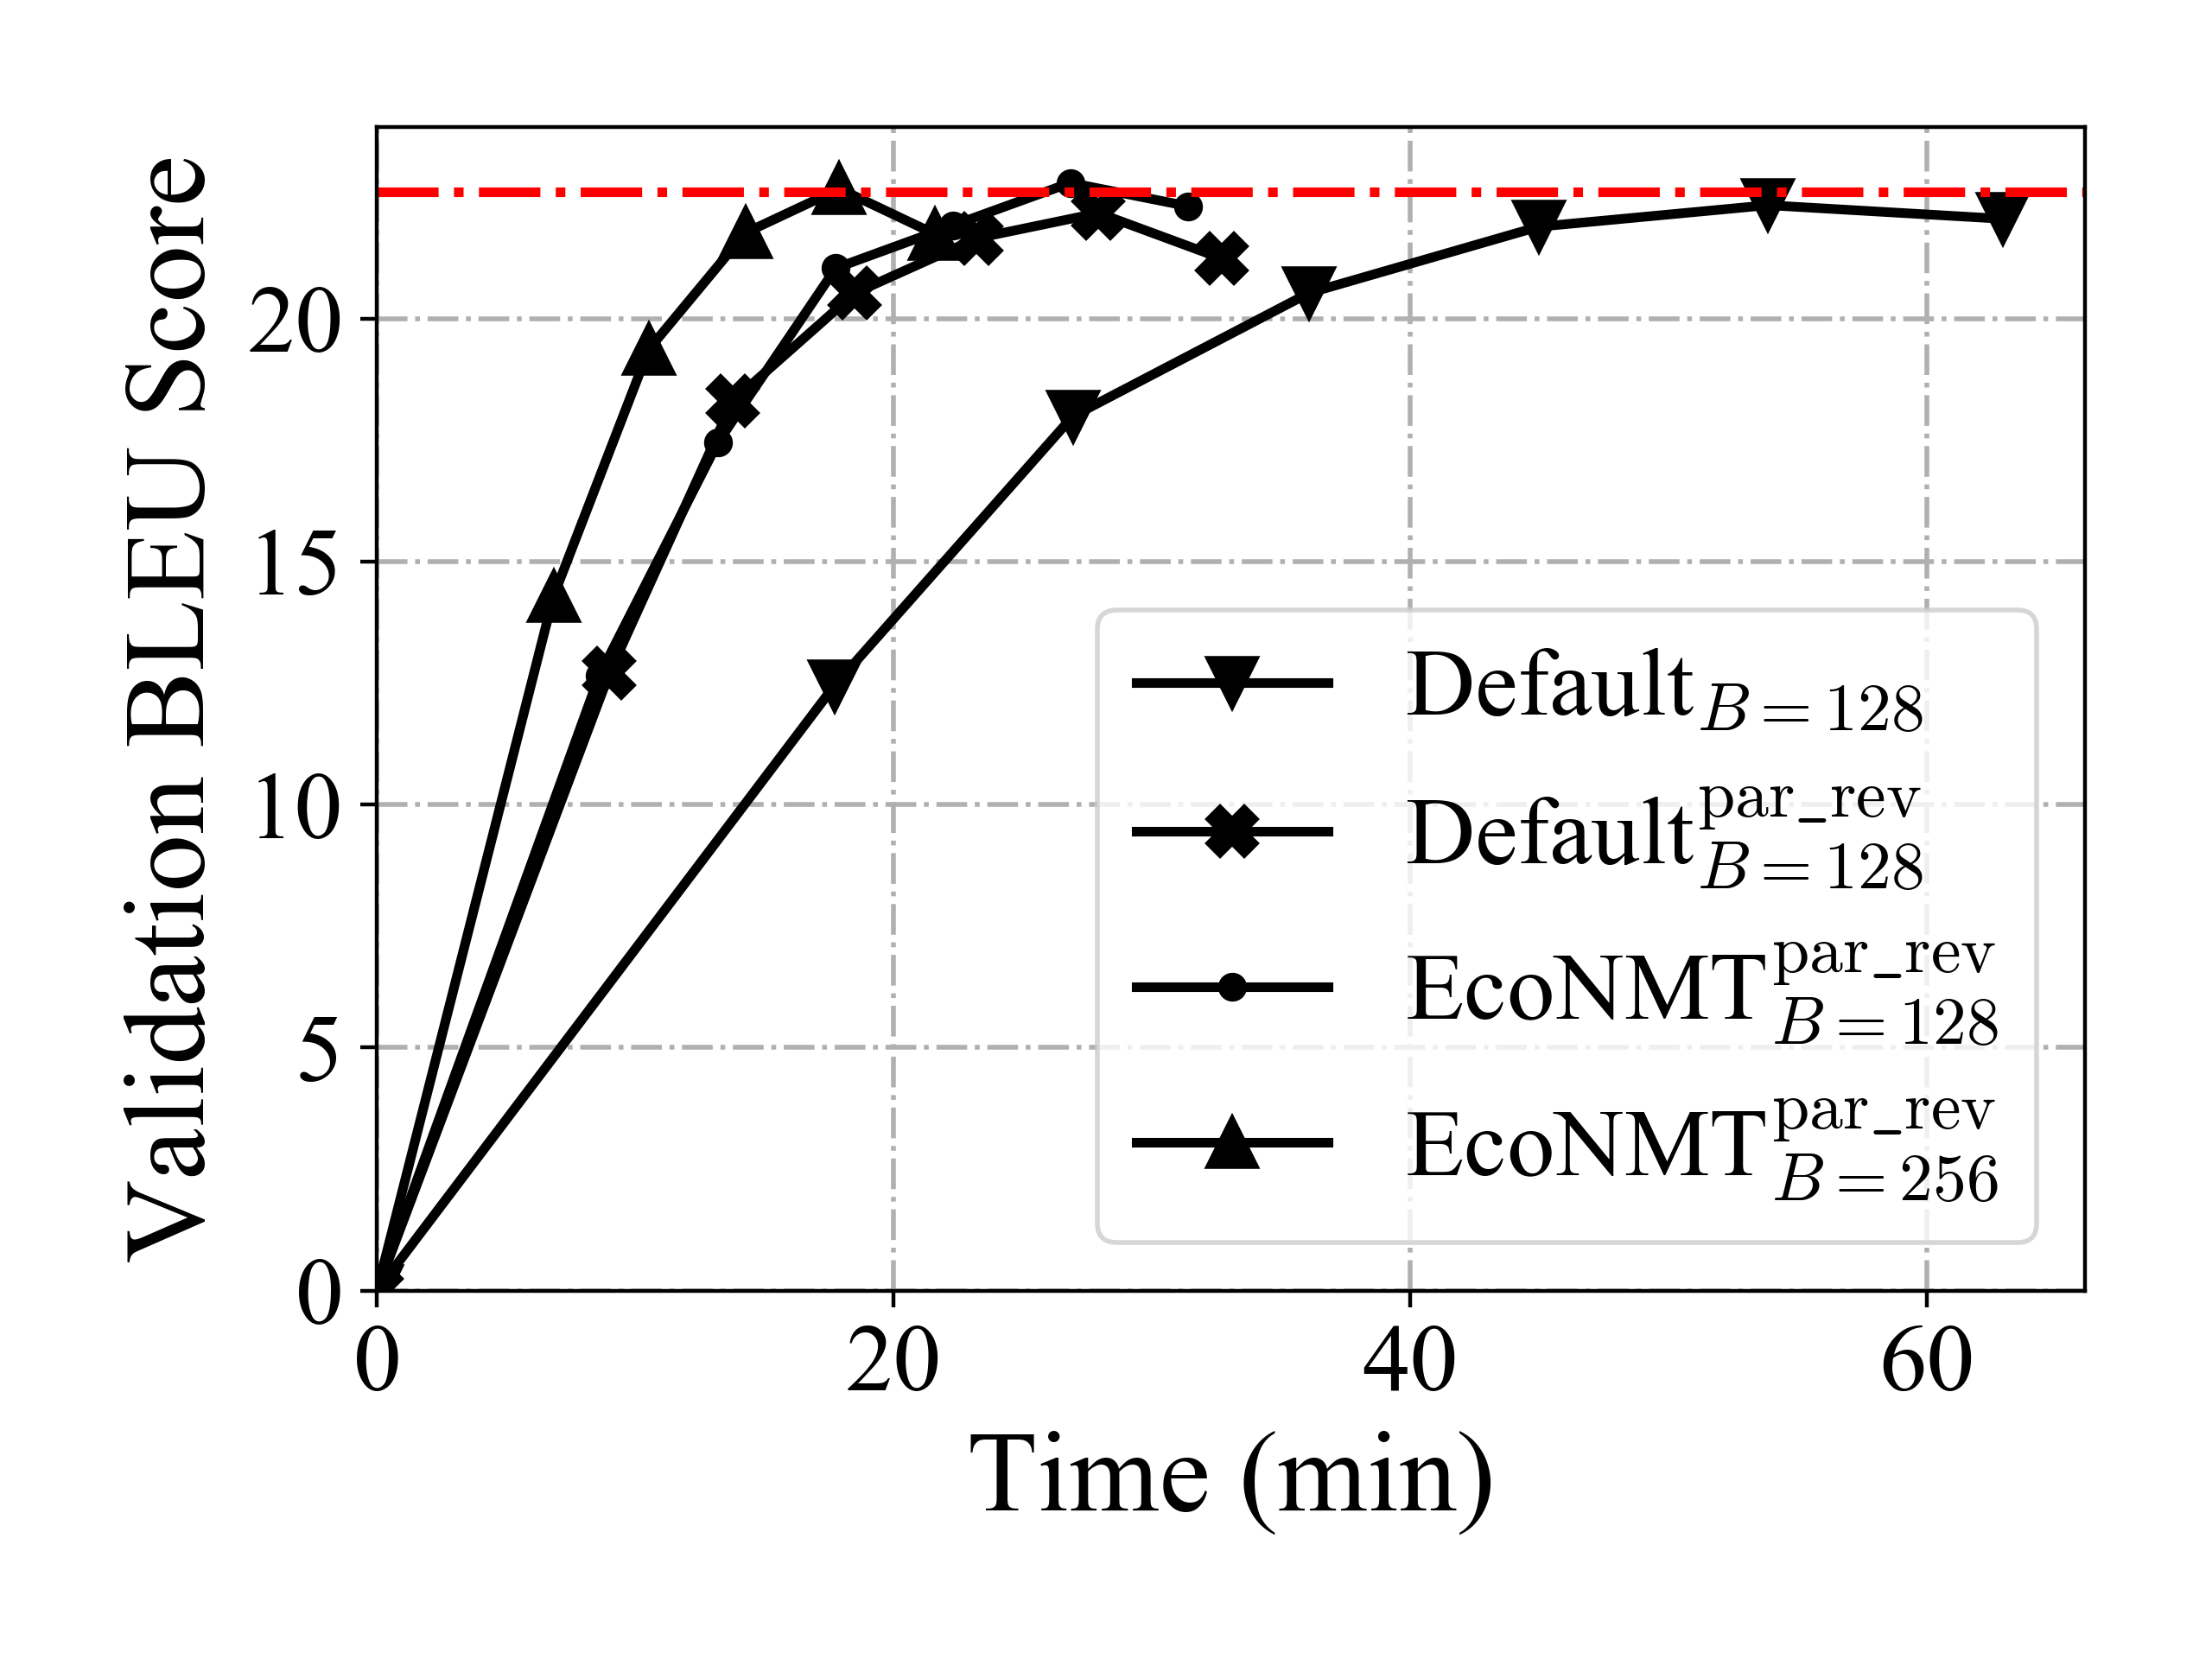 Validation BLEU Score
20
15
10
5
0
0 20 40 60
Time (min)
Default B = 128
Default par_rev B = 128
EcoNMT par_rev B = 128
EcoNMT par_rev B = 256